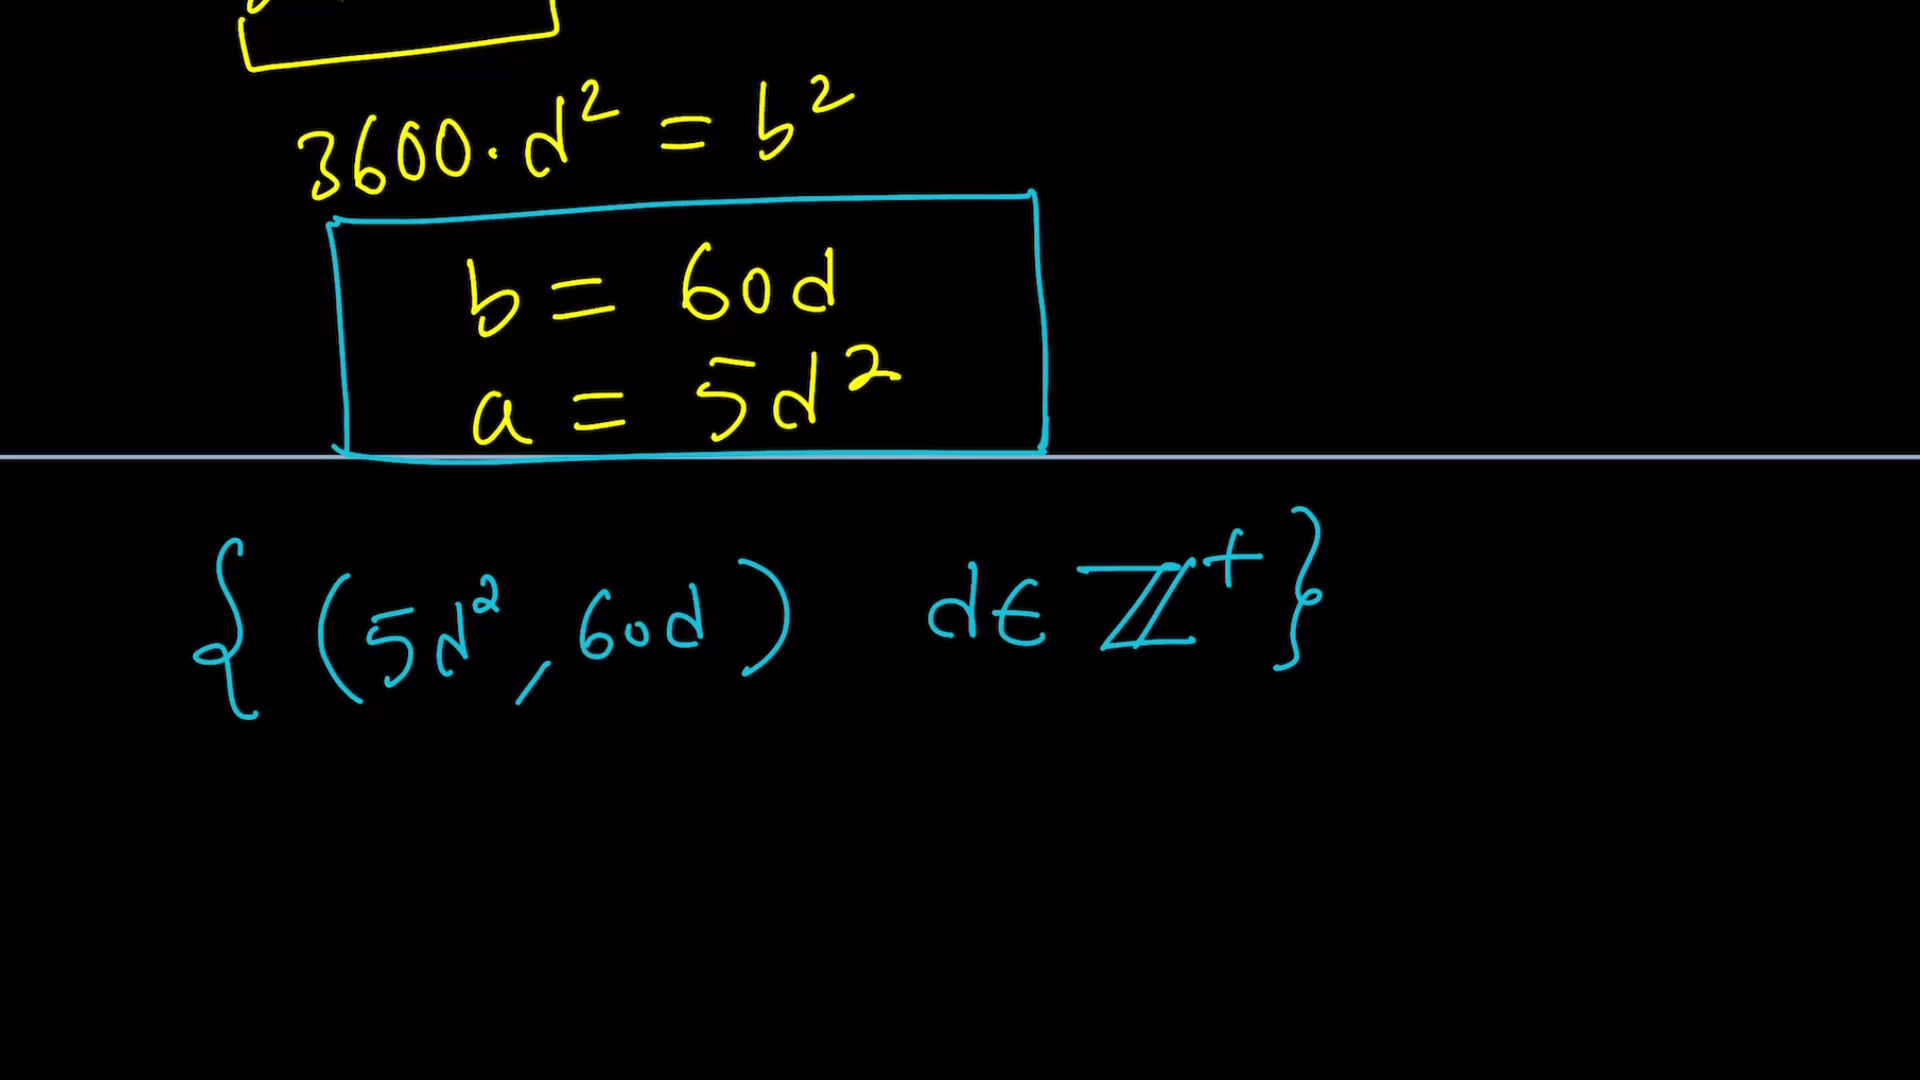 3600·d² = b²
b = 60d
a = 5d²
{ (5d², 60d) d∈ℤ⁺}